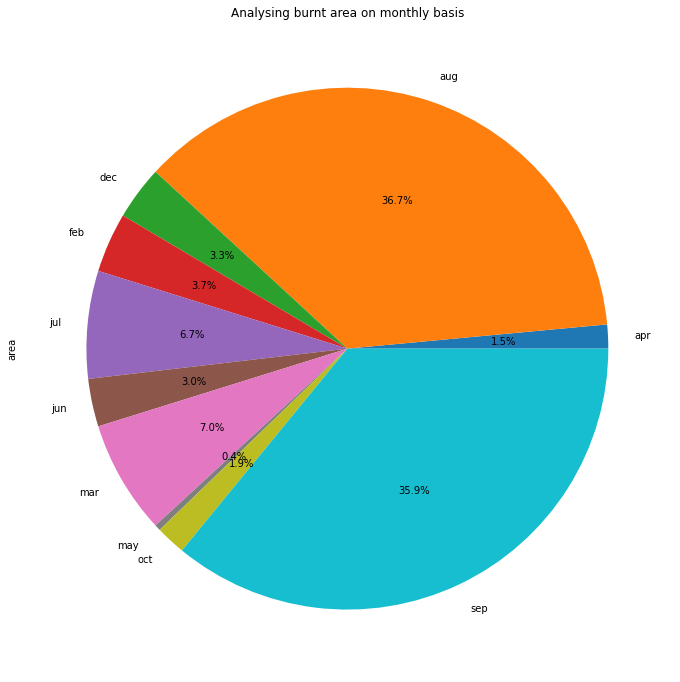 Analysing burnt area on monthly basis
aug
36.7%
dec
3.3%
feb
3.7%
jul
6.7%
apr
1.5%
area
jun
3.0%
7.0%
mar
0.4%
1.9%
may
oct
35.9%
sep